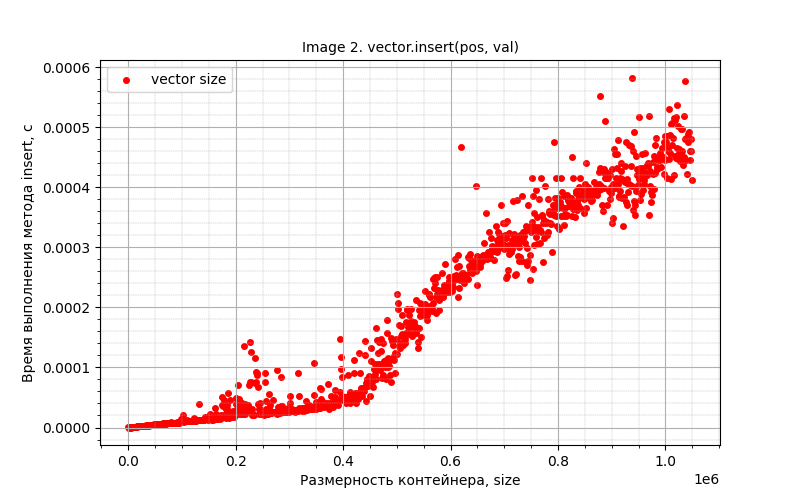 Image 2. vector.insert(pos, val)
vector size
Время выполнения метода insert, с
0.0006
0.0005
0.0004
0.0003
0.0002
0.0001
0.0000
0.0 0.2 0.4 0.6 0.8 1.0
1e6
Размерность контейнера, size